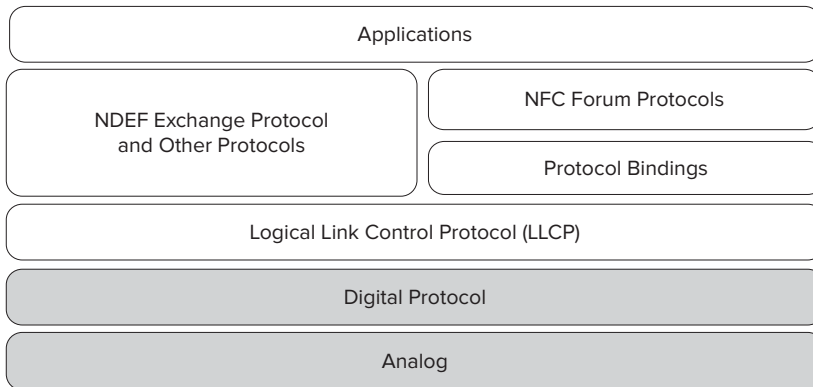 Applications
NDEF Exchange Protocol
and Other Protocols
NFC Forum Protocols
Protocol Bindings
Logical Link Control Protocol (LLCP)
Digital Protocol
Analog